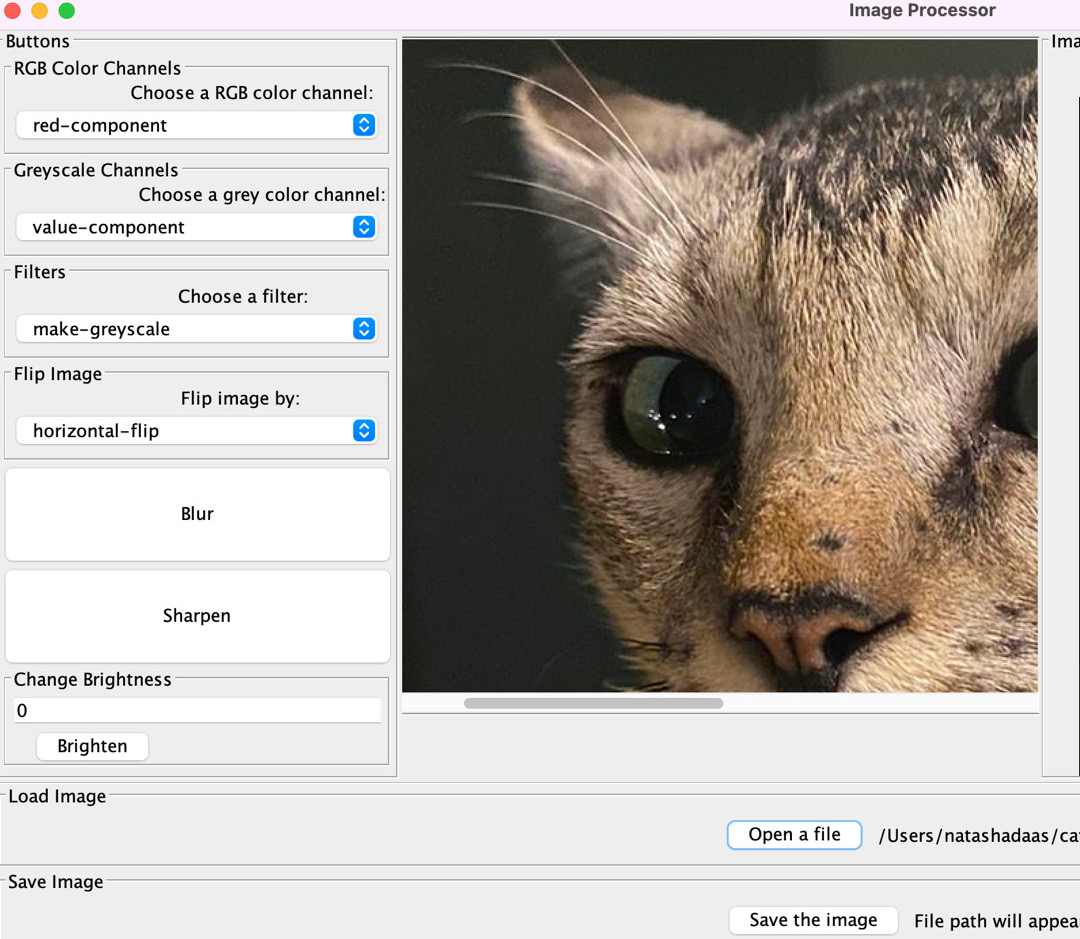 Image Processor
Buttons
RGB Color Channels
Choose a RGB color channel:
red-component
Greyscale Channels
Choose a grey color channel:
value-component
Filters
Choose a filter:
make-greyscale
Flip Image
Flip image by:
horizontal-flip
Blur
Sharpen
Change Brightness
0
Brighten
Ima
Load Image
Open a file /Users/natashadaas/ca
Save Image
Save the image File path will appea